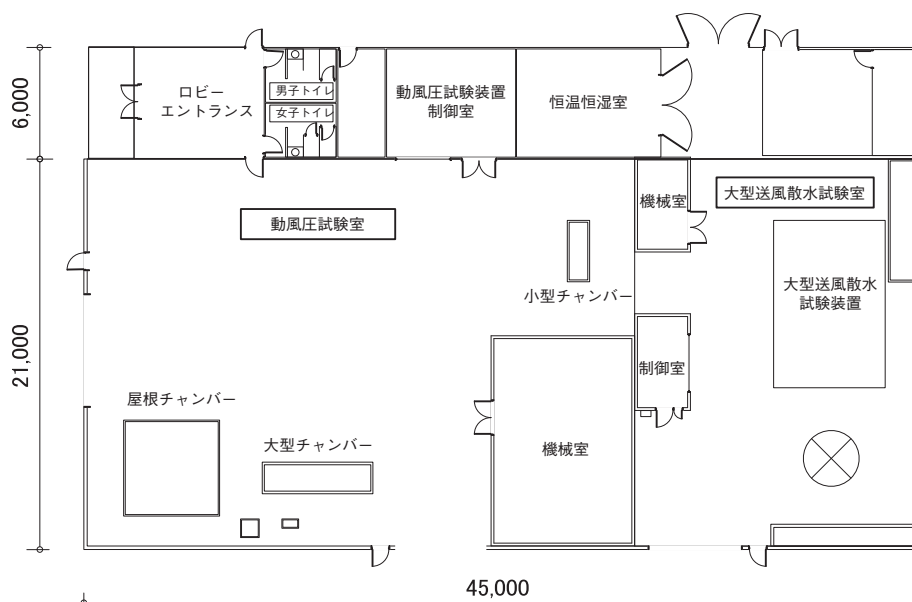 6,000
ロビー
エントランス
男子トイレ
女子トイレ
動風圧試験装置
制御室
恒温恒湿室
21,000
動風圧試験室
機械室
大型送風散水試験室
小型チャンバー
大型送風散水
試験装置
制御室
屋根チャンバー
大型チャンバー
機械室
45,000